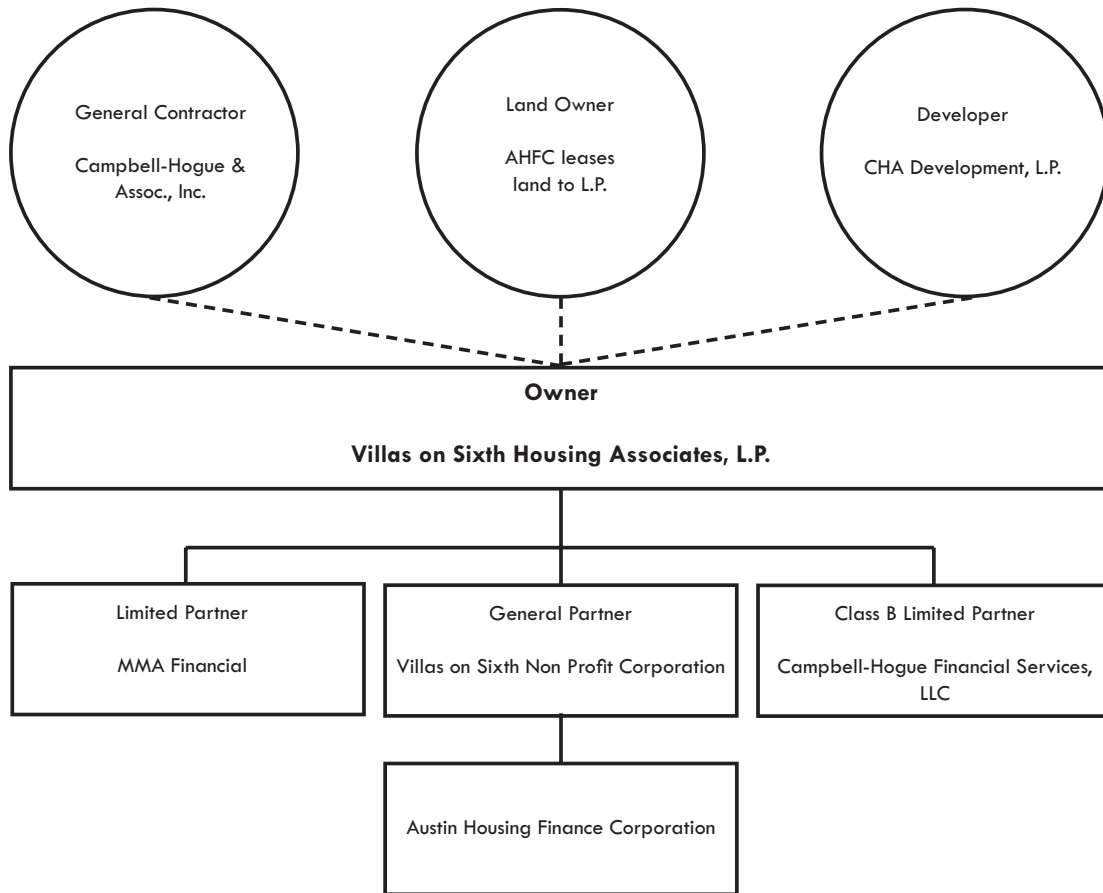 General Contractor
Campbell-Hogue &
Assoc., Inc.
Land Owner
AHFC leases
land to L.P.
Developer
CHA Development, L.P.
Owner
Villas on Sixth Housing Associates, L.P.
Limited Partner
MMA Financial
General Partner
Villas on Sixth Non Profit Corporation
Class B Limited Partner
Campbell-Hogue Financial Services,
LLC
Austin Housing Finance Corporation